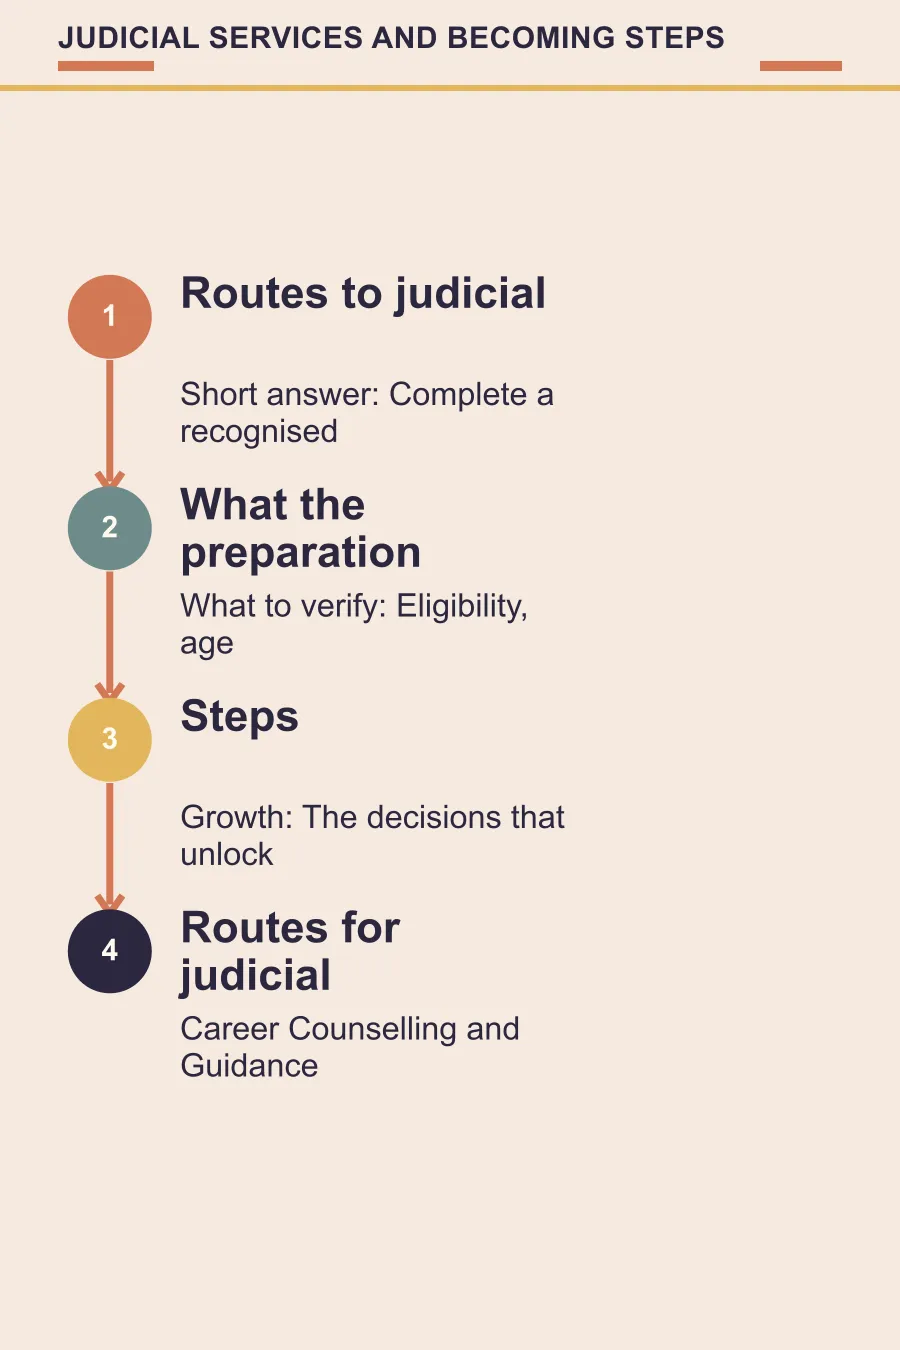 JUDICIAL SERVICES AND BECOMING STEPS
1
Routes to judicial
Short answer: Complete a
recognised
2
What the
preparation
What to verify: Eligibility,
age
3
Steps
Growth: The decisions that
unlock
4
Routes for
judicial
Career Counselling and
Guidance